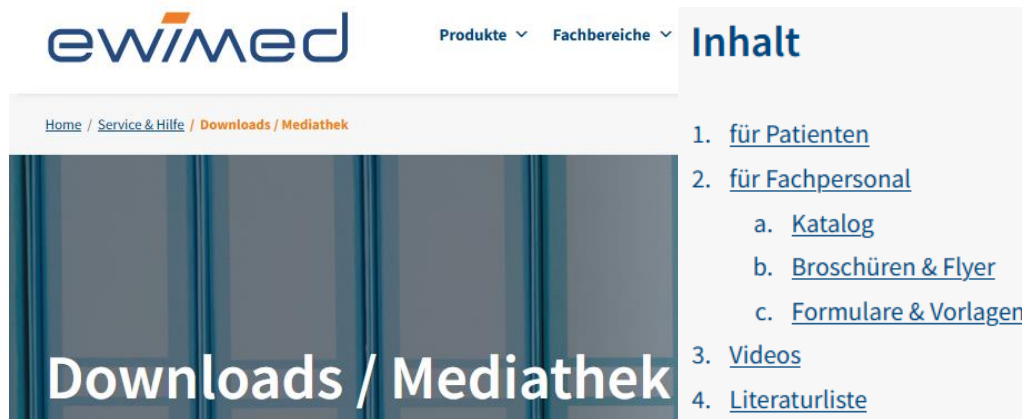 ewimed
Produkte Fachbereiche
Home / Service & Hilfe / Downloads / Mediathek
Downloads / Mediathek
Inhalt
1. für Patienten
2. für Fachpersonal
a. Katalog
b. Broschüren & Flyer
c. Formulare & Vorlagen
3. Videos
4. Literaturliste